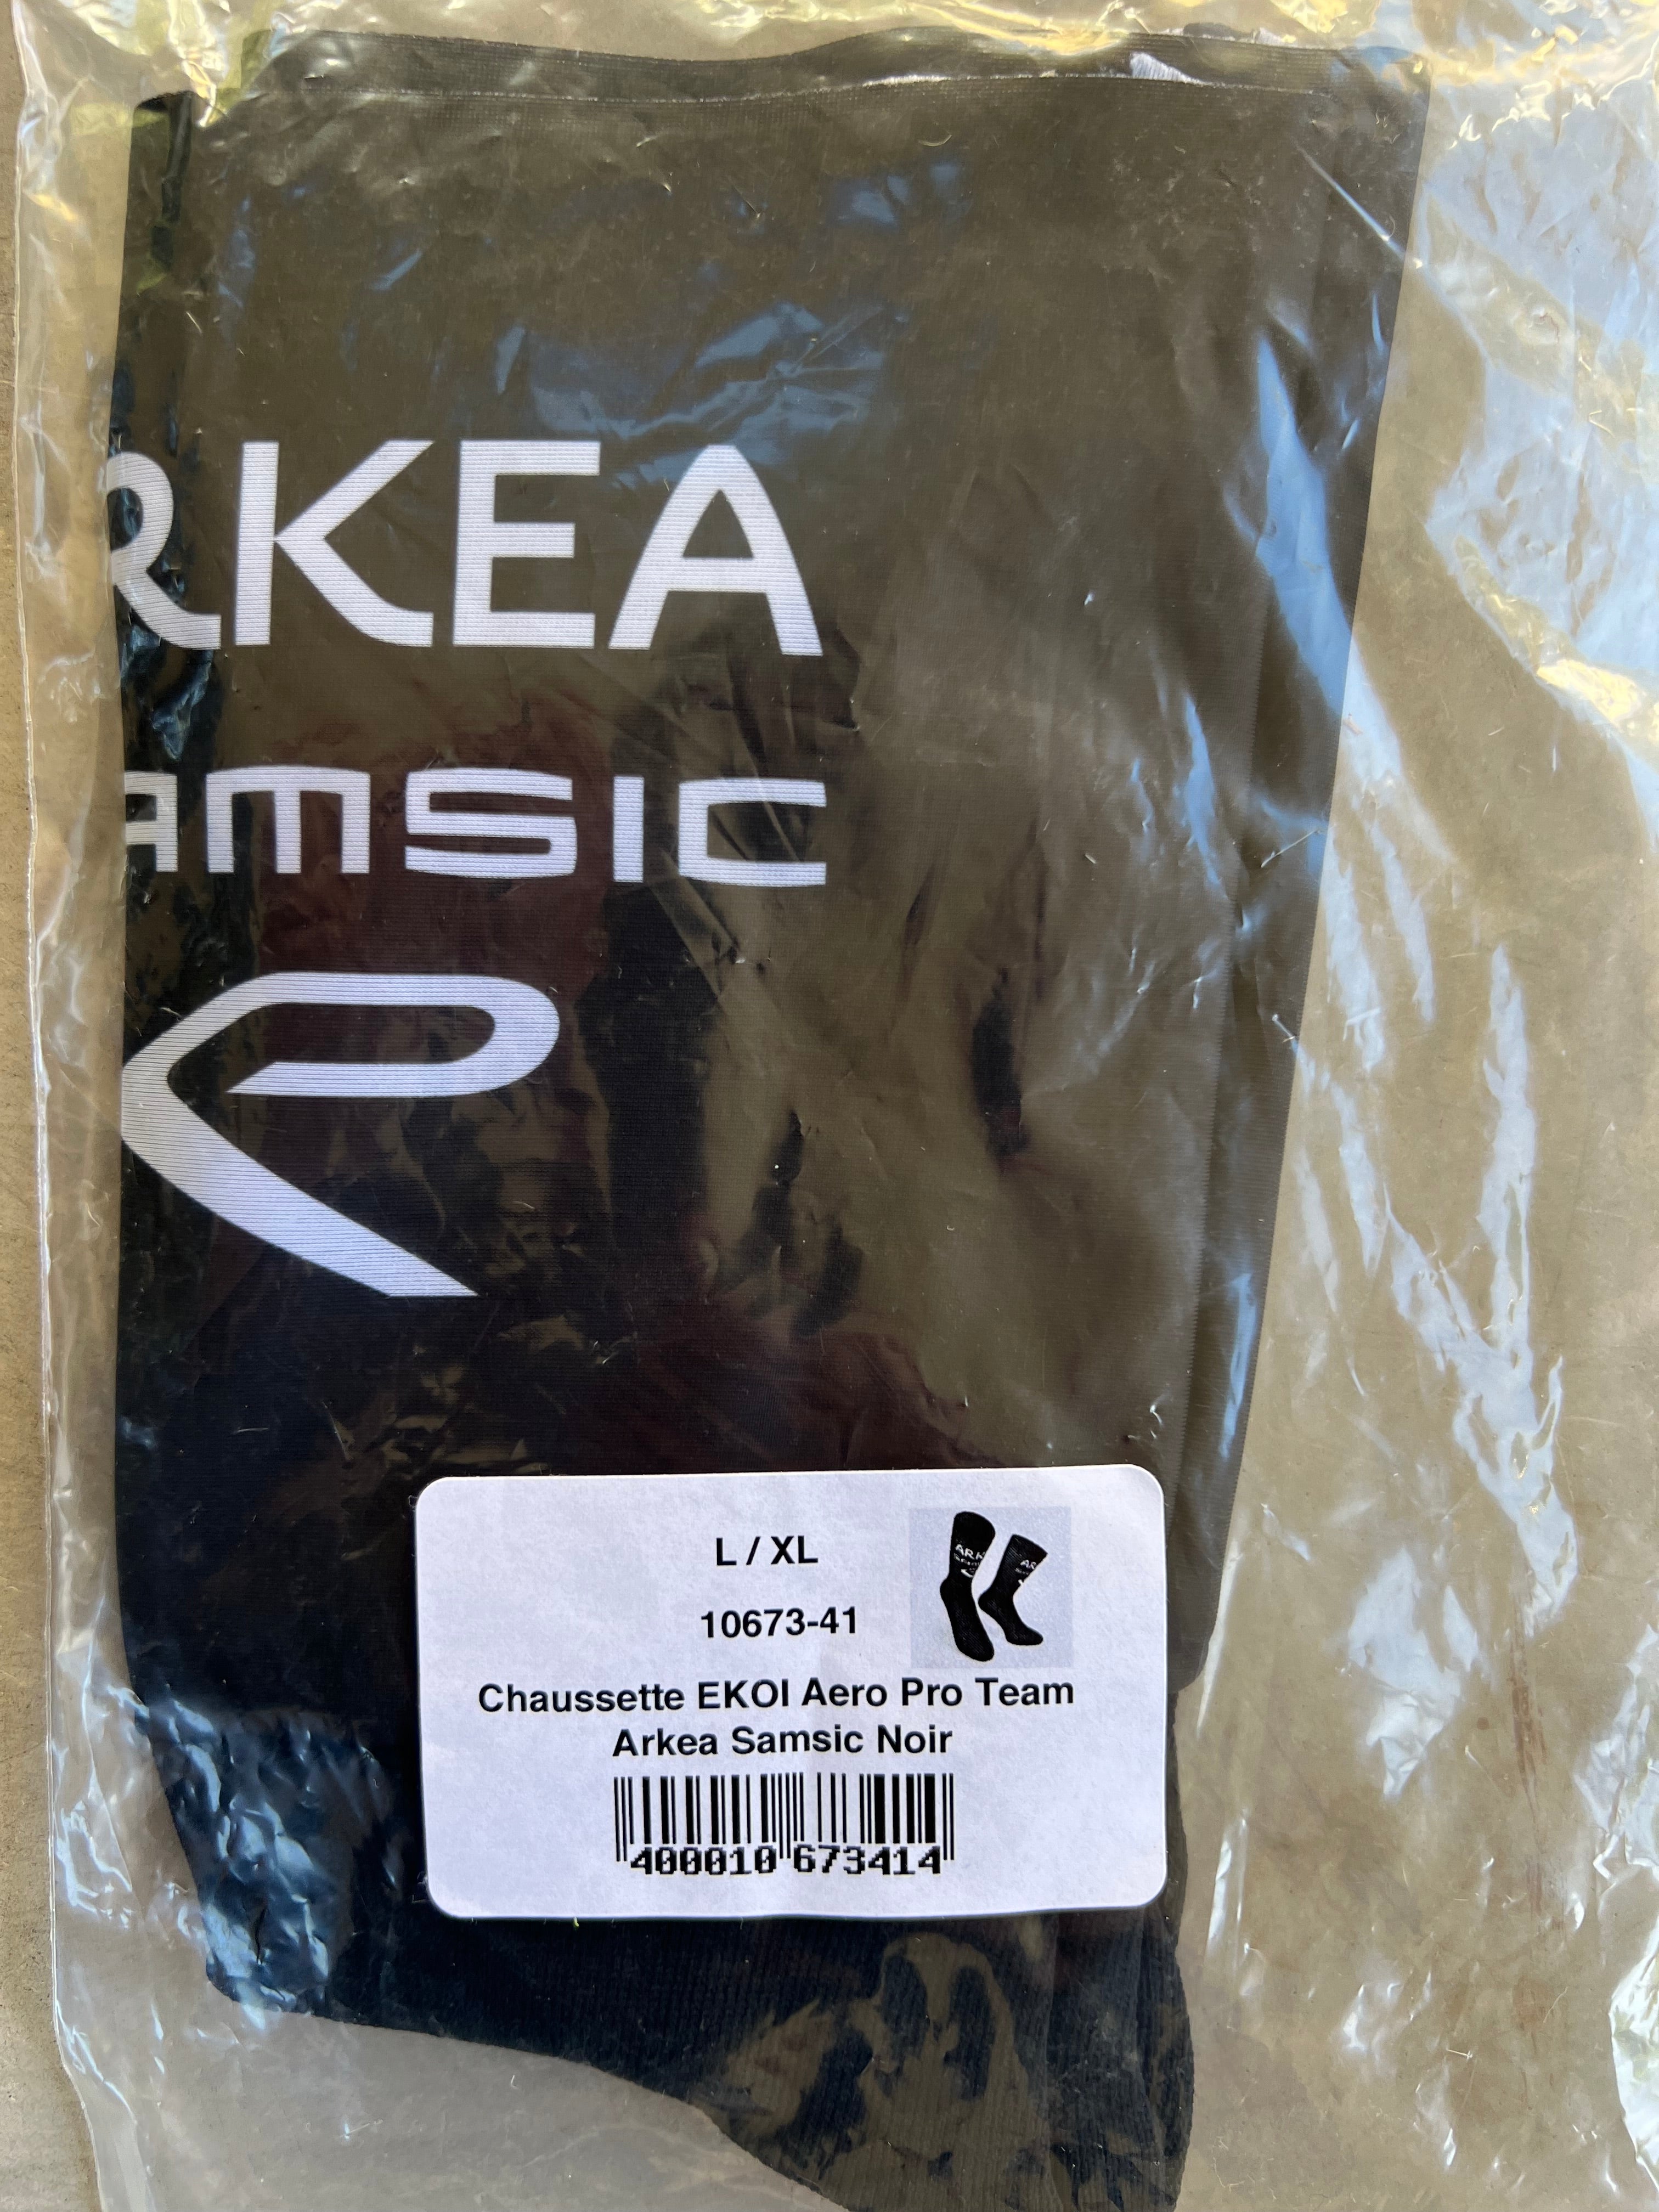 RKEA
AMSIC
L / XL
10673-41
Chaussette EKOI Aero Pro Team
Arkea Samsic Noir
400010 673414